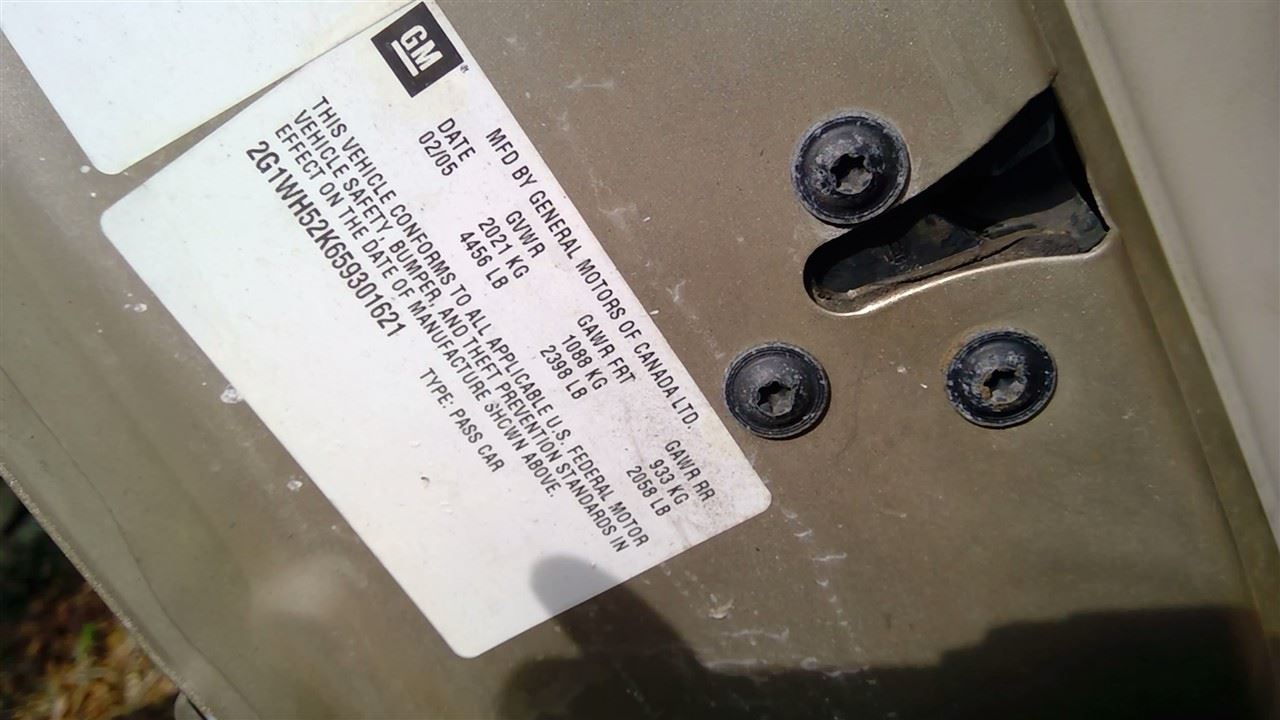 GM
MFD BY GENERAL MOTORS OF CANADA LTD.
DATE GVWR GAWR FRT GAWR RR
02/05 2021 KG 1088 KG 933 KG
4456 LB 2398 LB 2058 LB
THIS VEHICLE CONFORMS TO ALL APPLICABLE U.S. FEDERAL MOTOR
VEHICLE SAFETY, BUMPER, AND THEFT PREVENTION STANDARDS IN
EFFECT ON THE DATE OF MANUFACTURE SHOWN ABOVE.
2G1WH52K659301621 TYPE: PASS CAR